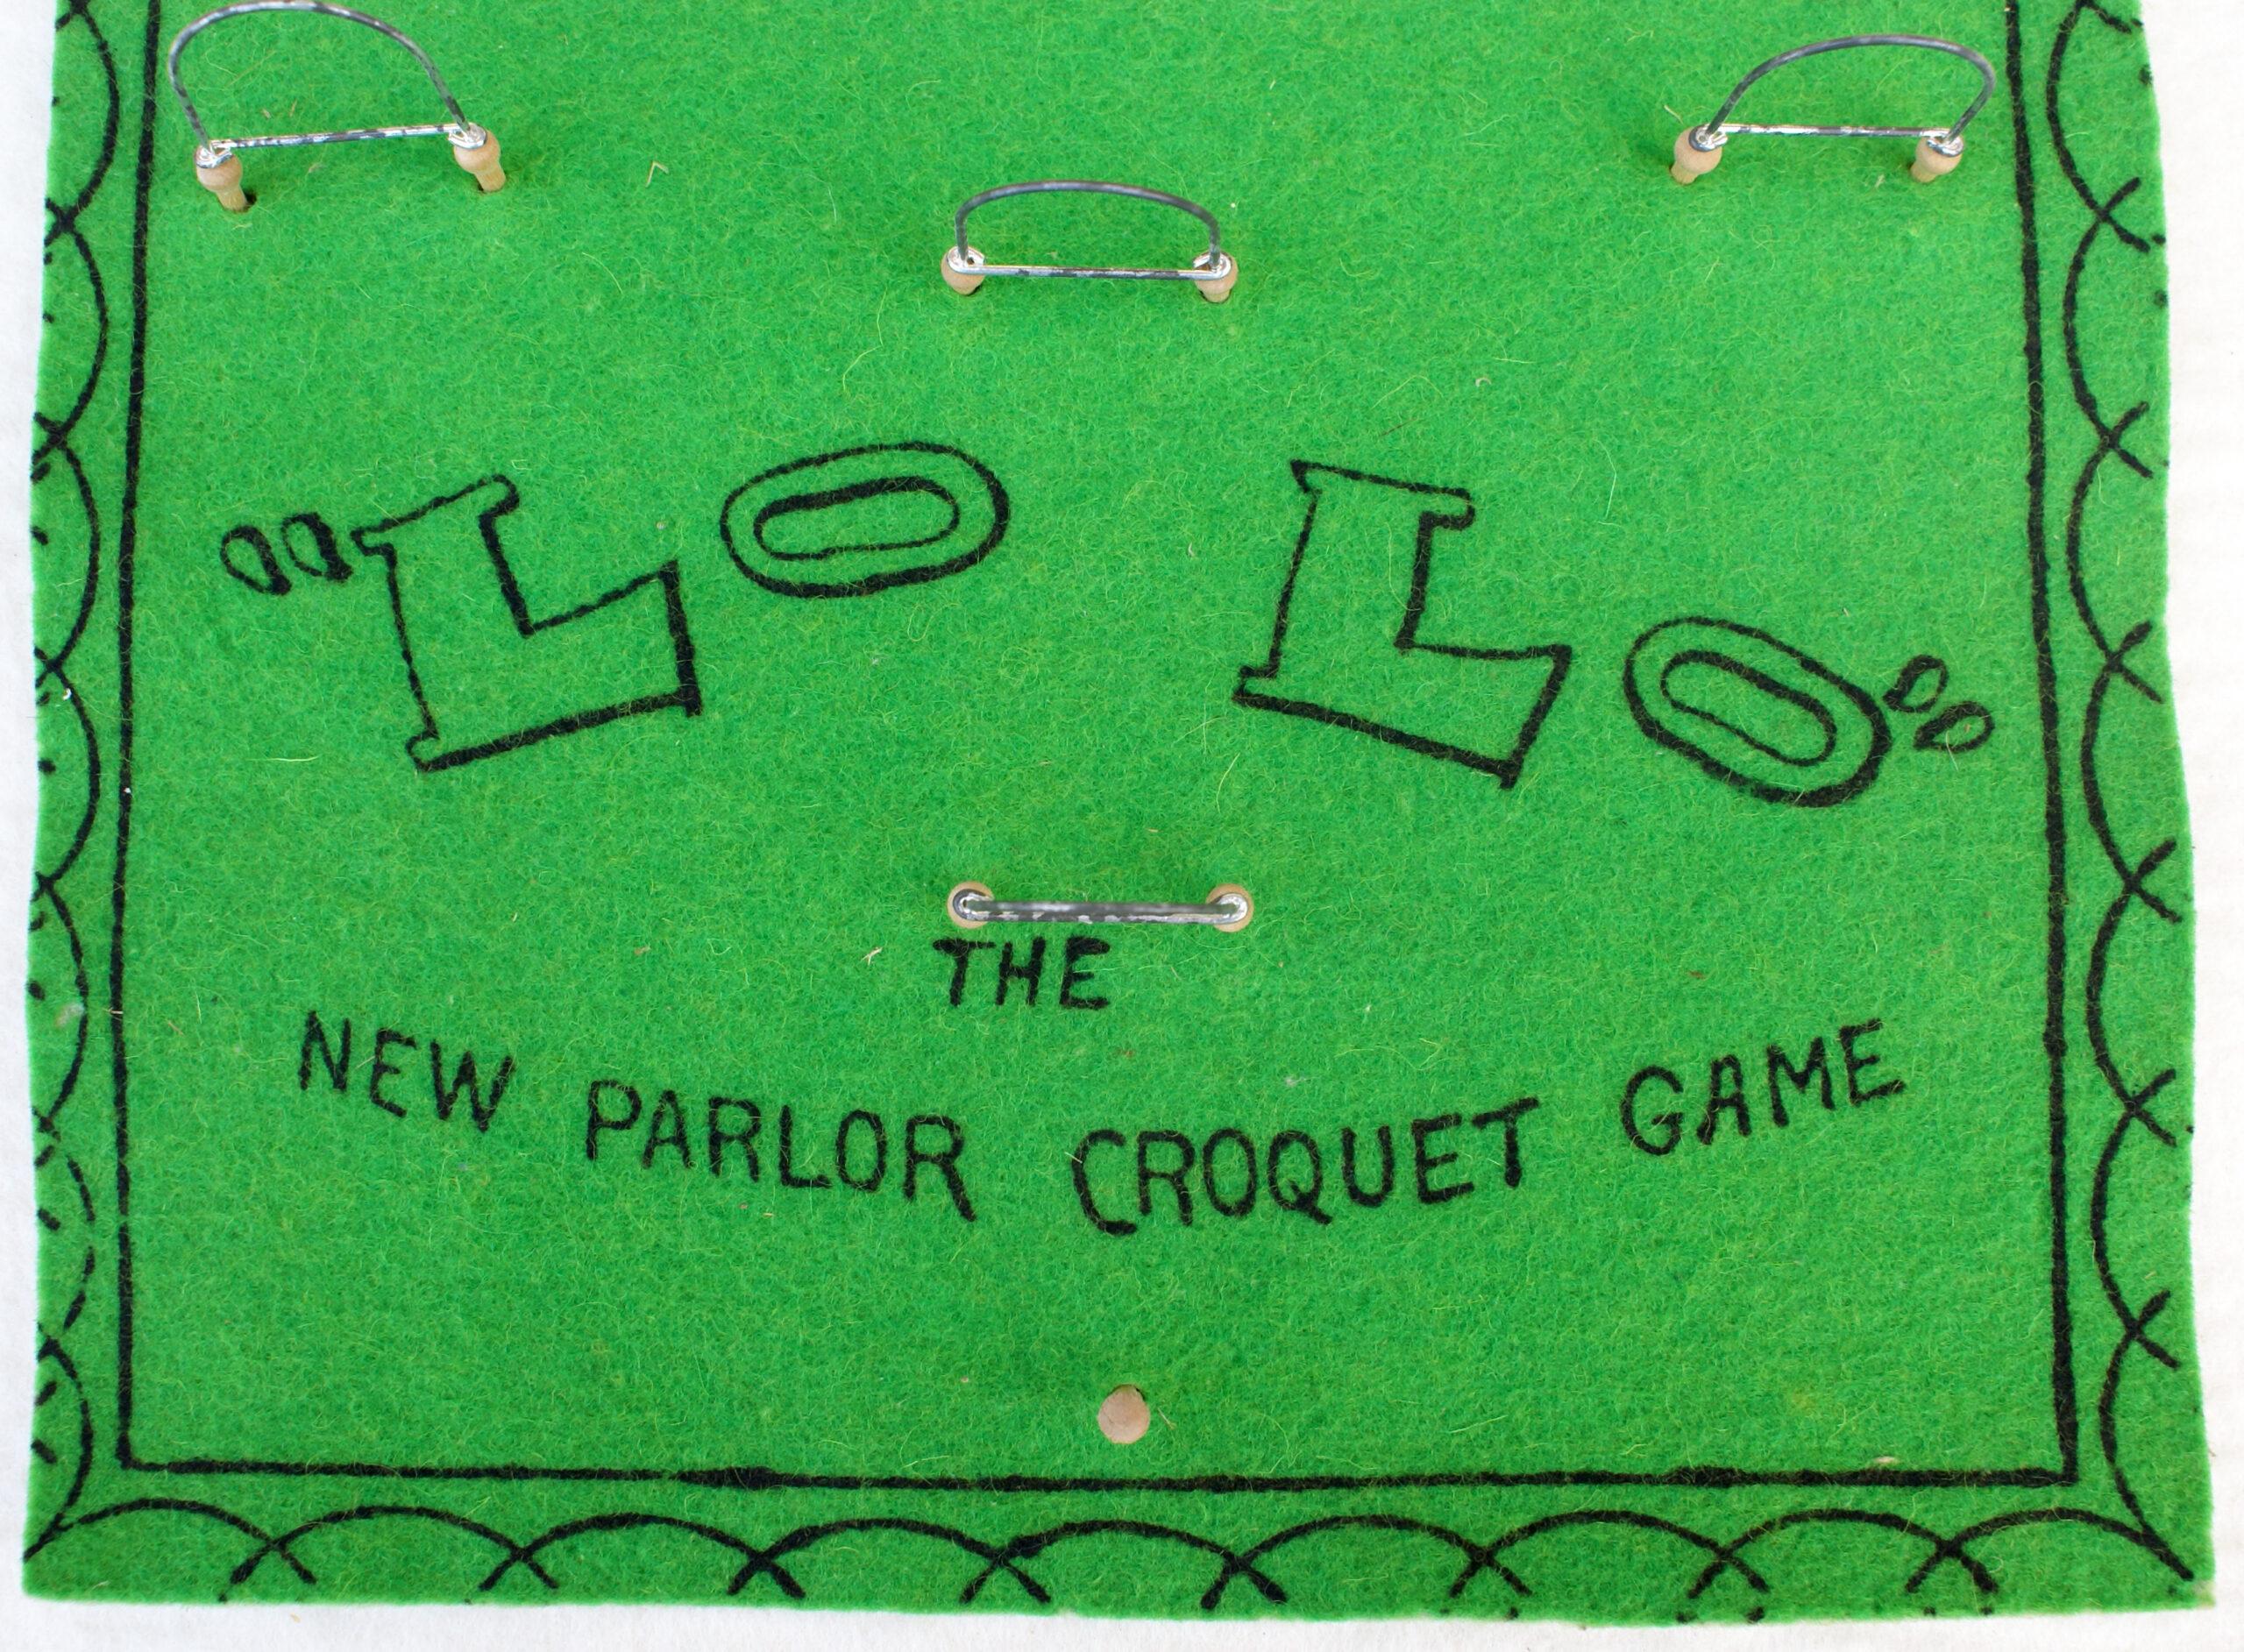 "LO LO"
THE
NEW PARLOR CROQUET GAME